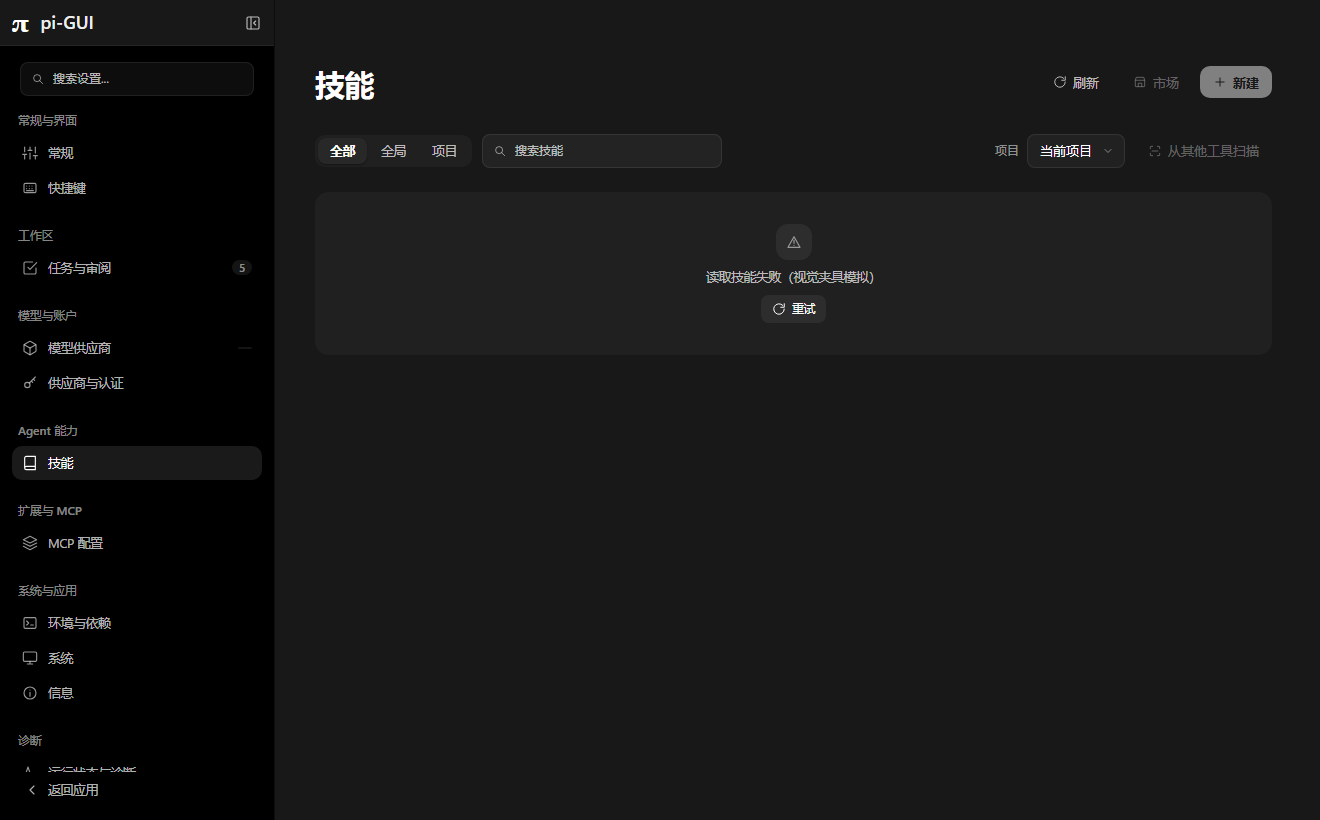 π pi-GUI
搜索设置...
常规与界面
常规
快捷键
工作区
任务与审阅 5
模型与账户
模型供应商
供应商与认证
Agent 能力
技能
扩展与 MCP
MCP 配置
系统与应用
环境与依赖
系统
信息
诊断
返回应用
技能
刷新 市场 新建
全部 全局 项目 搜索技能 项目 当前项目 从其他工具扫描
读取技能失败（视觉夹具模拟）
重试